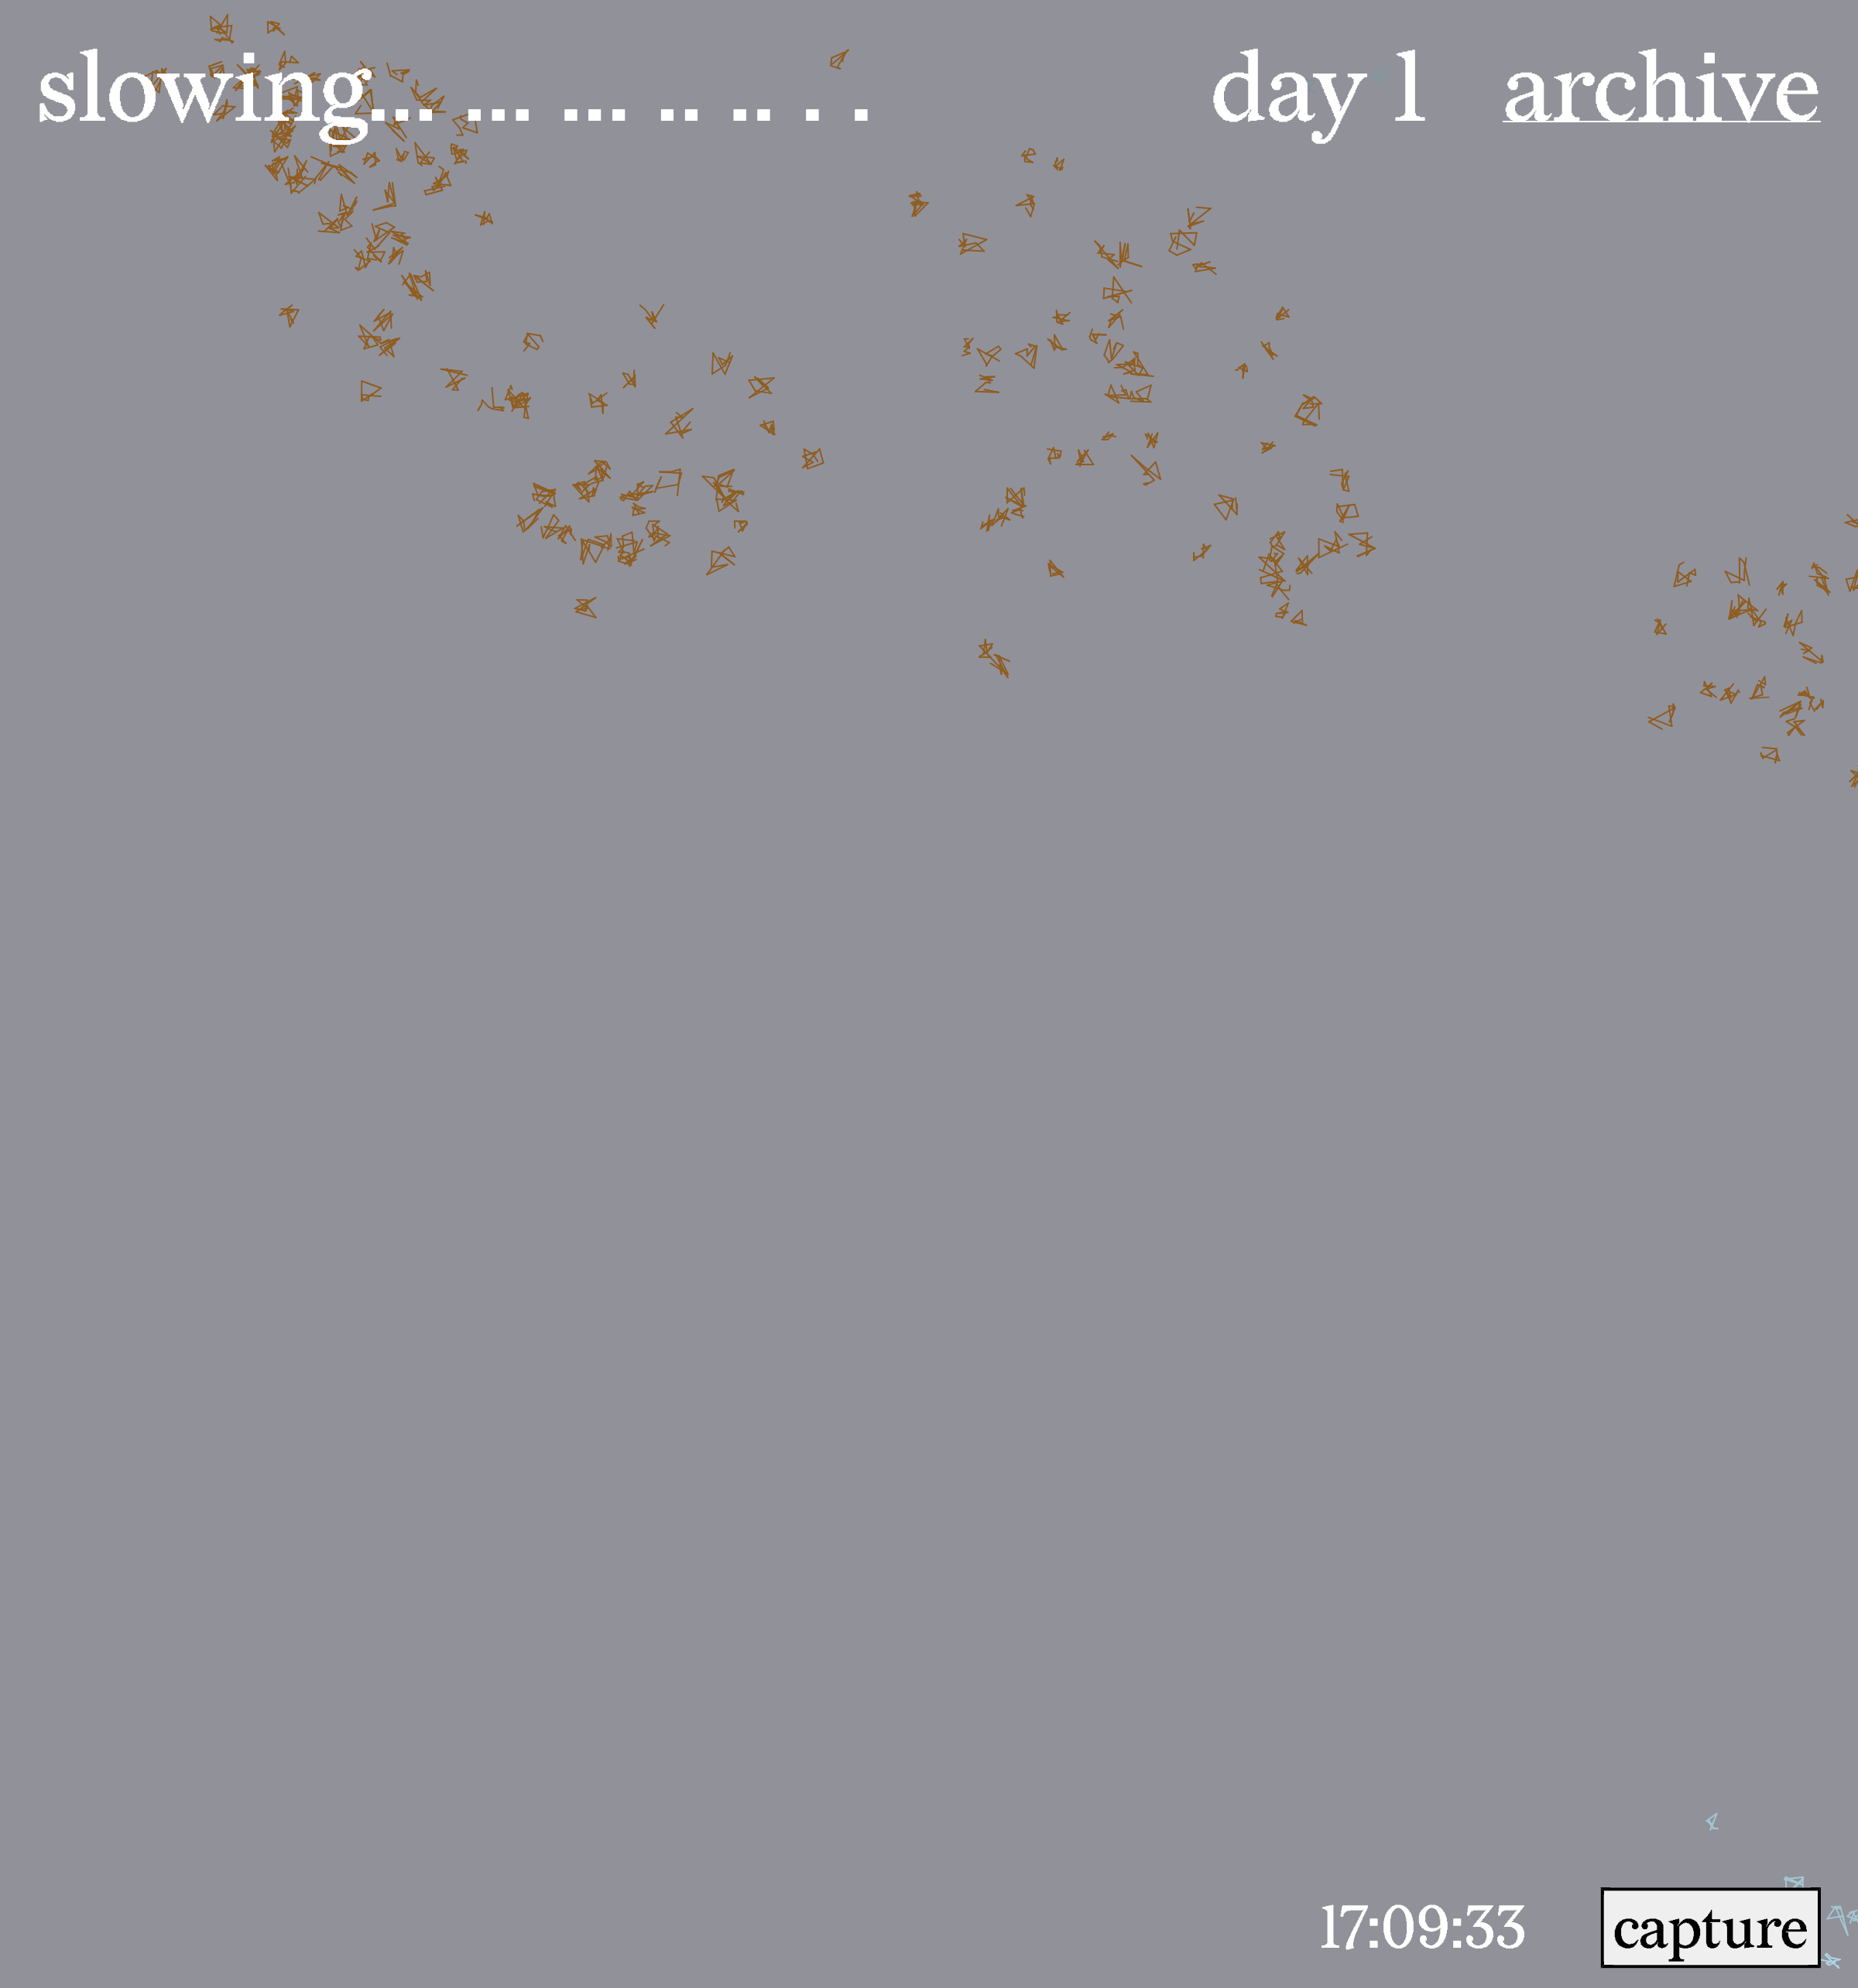 slowing... ... ... .. .. . . day 1 archive
17:09:33 capture